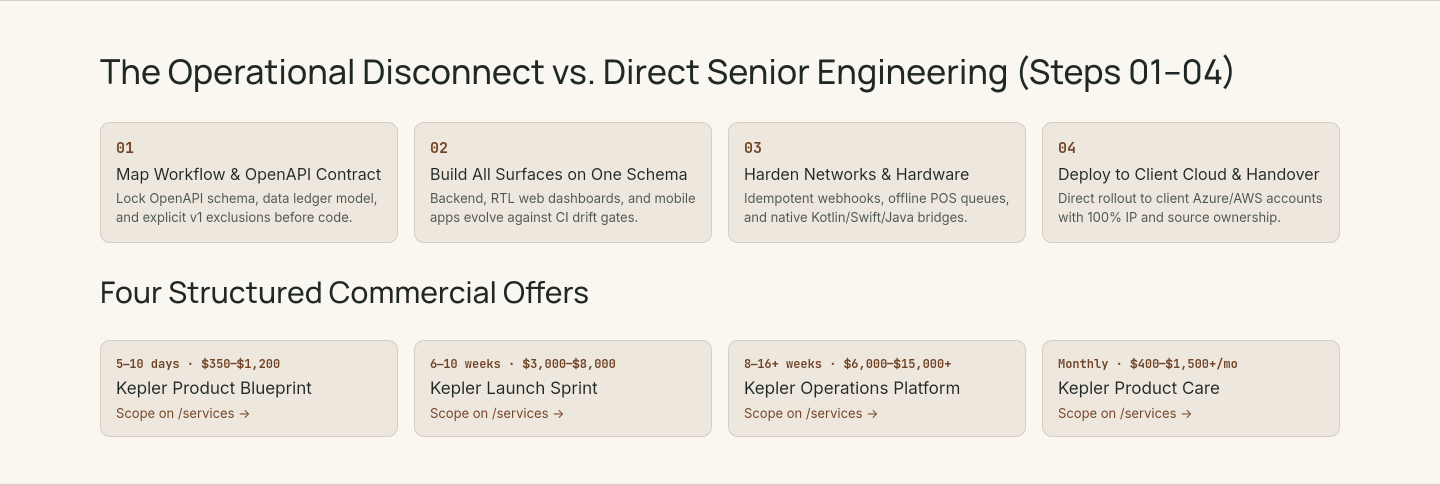 The Operational Disconnect vs. Direct Senior Engineering (Steps 01–04)
01
Map Workflow & OpenAPI Contract
Lock OpenAPI schema, data ledger model,
and explicit v1 exclusions before code.
02
Build All Surfaces on One Schema
Backend, RTL web dashboards, and mobile
apps evolve against CI drift gates.
03
Harden Networks & Hardware
Idempotent webhooks, offline POS queues,
and native Kotlin/Swift/Java bridges.
04
Deploy to Client Cloud & Handover
Direct rollout to client Azure/AWS accounts
with 100% IP and source ownership.
Four Structured Commercial Offers
5–10 days · $350–$1,200
Kepler Product Blueprint
Scope on /services →
6–10 weeks · $3,000–$8,000
Kepler Launch Sprint
Scope on /services →
8–16+ weeks · $6,000–$15,000+
Kepler Operations Platform
Scope on /services →
Monthly · $400–$1,500+/mo
Kepler Product Care
Scope on /services →